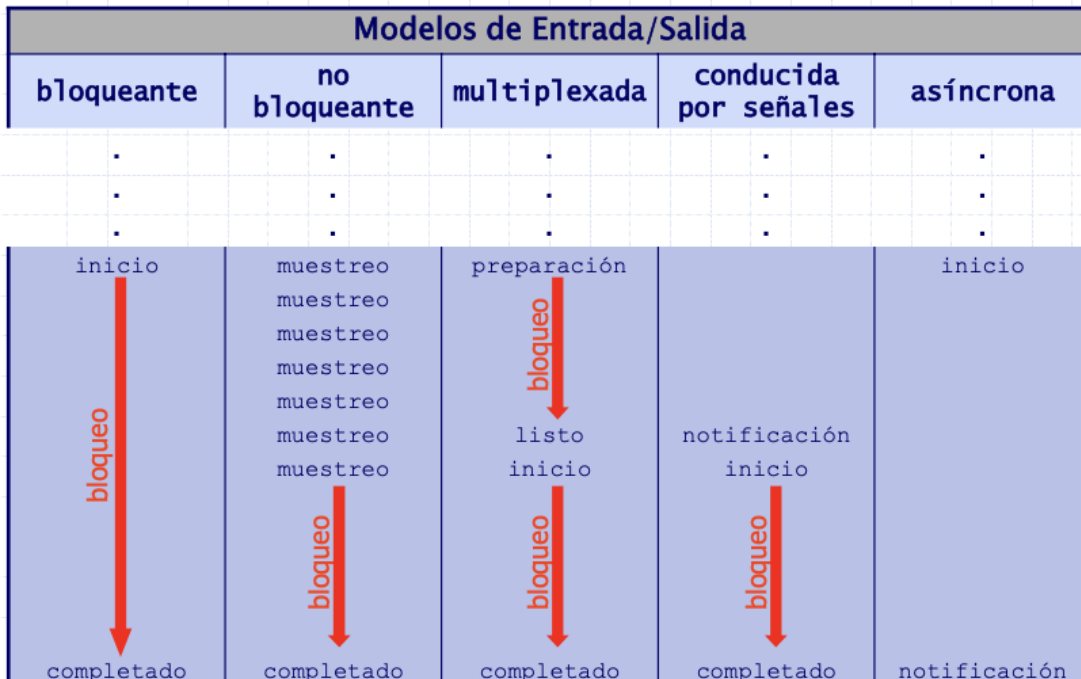 Modelos de Entrada/Salida
bloqueante
no
bloqueante
multiplexada
conducida
por señales
asíncrona
inicio
bloqueo
completado
muestreo
muestreo
muestreo
muestreo
muestreo
muestreo
muestreo
bloqueo
completado
preparación
bloqueo
listo
inicio
bloqueo
completado
notificación
inicio
bloqueo
completado
inicio
notificación